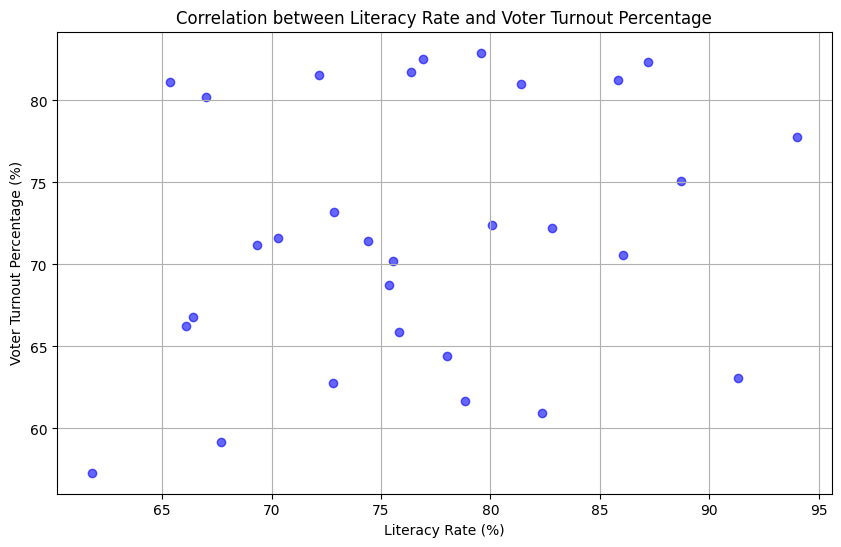 Correlation between Literacy Rate and Voter Turnout Percentage
Voter Turnout Percentage (%)
80
75
70
65
60
65 70 75 80 85 90 95
Literacy Rate (%)